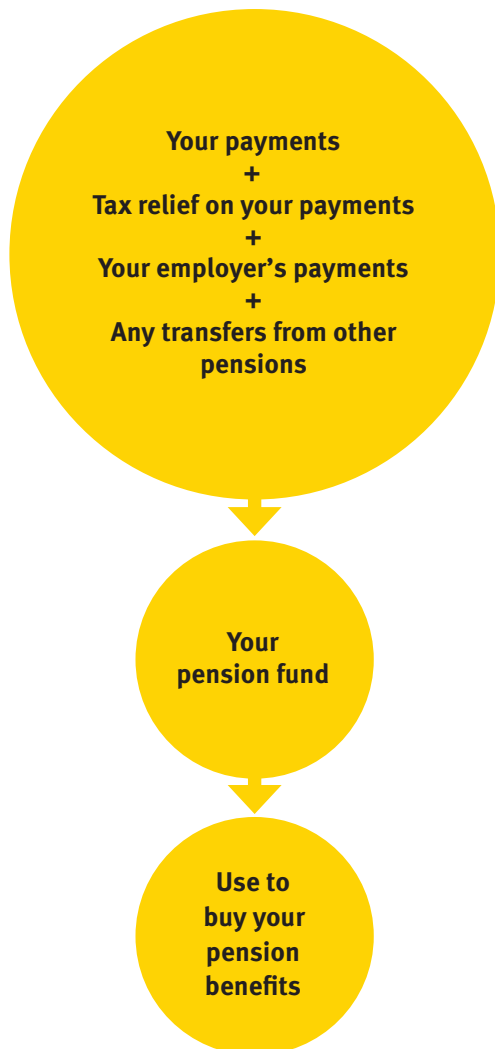 Your payments
+
Tax relief on your payments
+
Your employer’s payments
+
Any transfers from other
pensions
Your
pension fund
Use to
buy your
pension
benefits